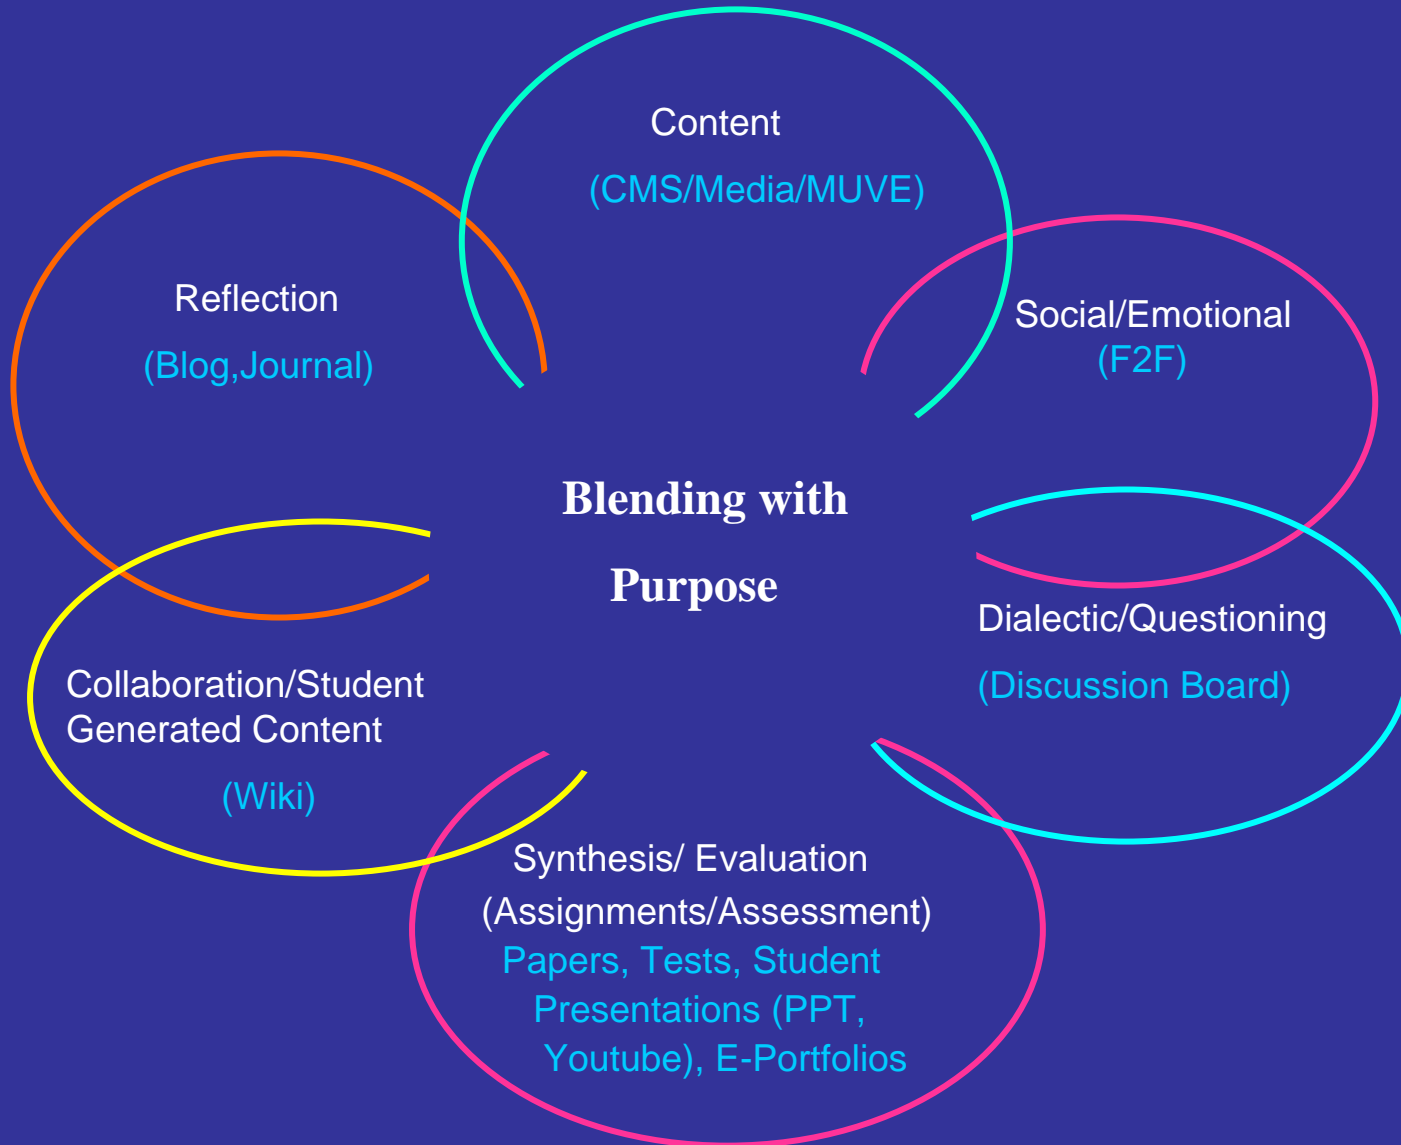 Content
(CMS/Media/MUVE)
Reflection
(Blog,Journal)
Social/Emotional
(F2F)
Blending with
Purpose
Dialectic/Questioning
(Discussion Board)
Collaboration/Student
Generated Content
(Wiki)
Synthesis/ Evaluation
(Assignments/Assessment)
Papers, Tests, Student
Presentations (PPT,
Youtube), E-Portfolios